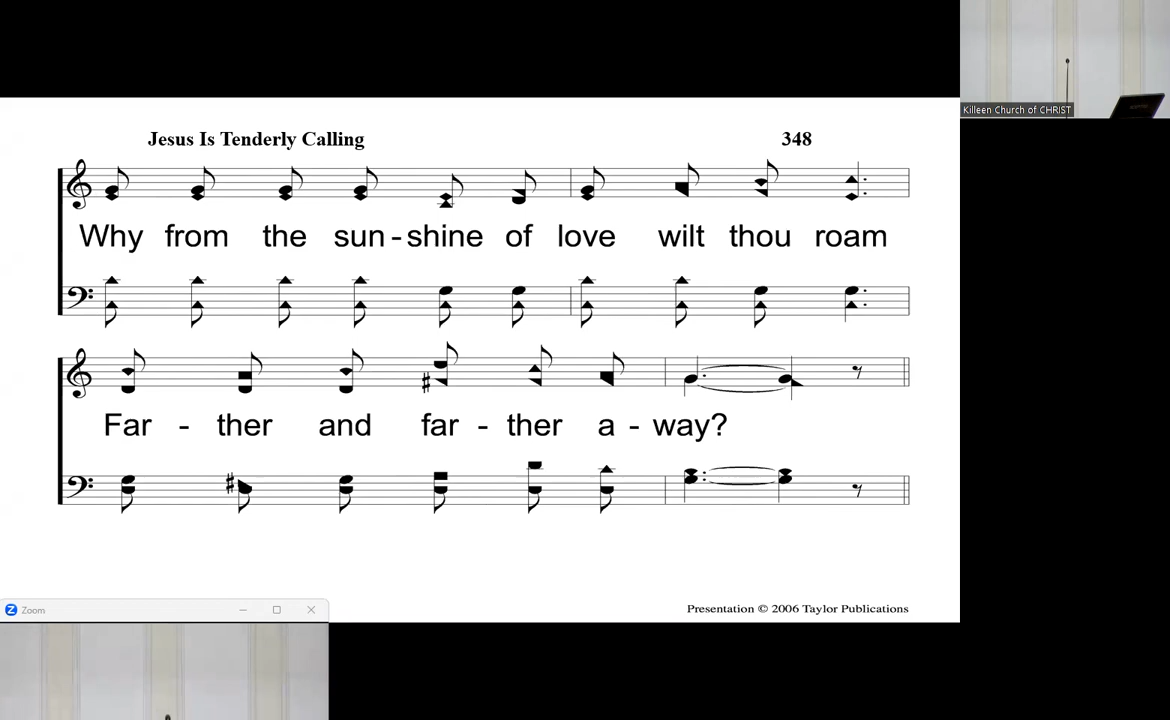 Killeen Church of CHRIST
Jesus Is Tenderly Calling 348
Why from the sun - shine of love wilt thou roam
Far - ther and far - ther a - way?
Presentation © 2006 Taylor Publications
Zoom